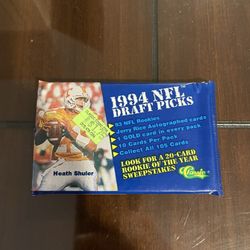 1994 NFL
DRAFT PICKS
93 NFL Rookies
Jerry Rice Autographed cards
1 GOLD card in every pack
10 Cards Per Pack
Collect All 105 Cards
LOOK FOR A 20-CARD
ROOKIE OF THE YEAR
SWEEPSTAKES
Heath Shuler
Classic